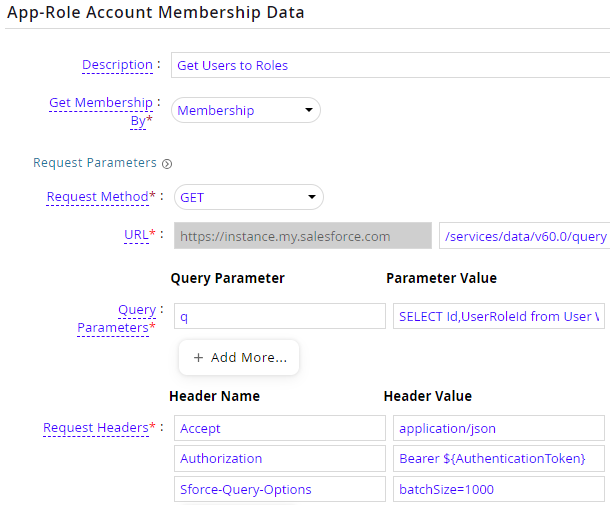 App-Role Account Membership Data
Description : Get Users to Roles
Get Membership :
By* Membership
Request Parameters
Request Method* : GET
URL* : https://instance.my.salesforce.com /services/data/v60.0/query
Query Parameter Parameter Value
Query : q SELECT Id,UserRoleId from User
Parameters*
+ Add More...
Header Name Header Value
Request Headers* : Accept application/json
Authorization Bearer ${AuthenticationToken}
Sforce-Query-Options batchSize=1000